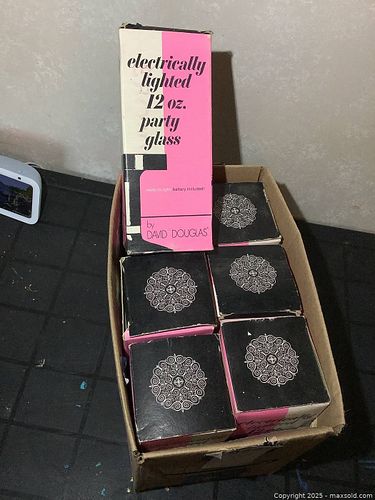 electrically
lighted
12 oz.
party
glass
battery included!
by
DAVID DOUGLAS
Copyright 2025 - maxsold.com